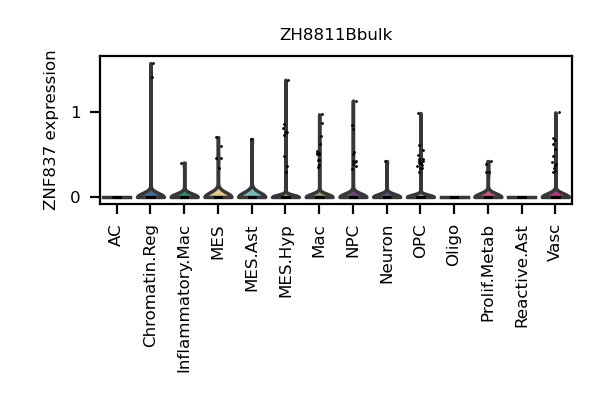 ZH8811Bbulk
ZNF837 expression
1
0
AC
Chromatin.Reg
Inflammatory.Mac
MES
MES.Ast
MES.Hyp
Mac
NPC
Neuron
OPC
Oligo
Prolif.Metab
Reactive.Ast
Vasc